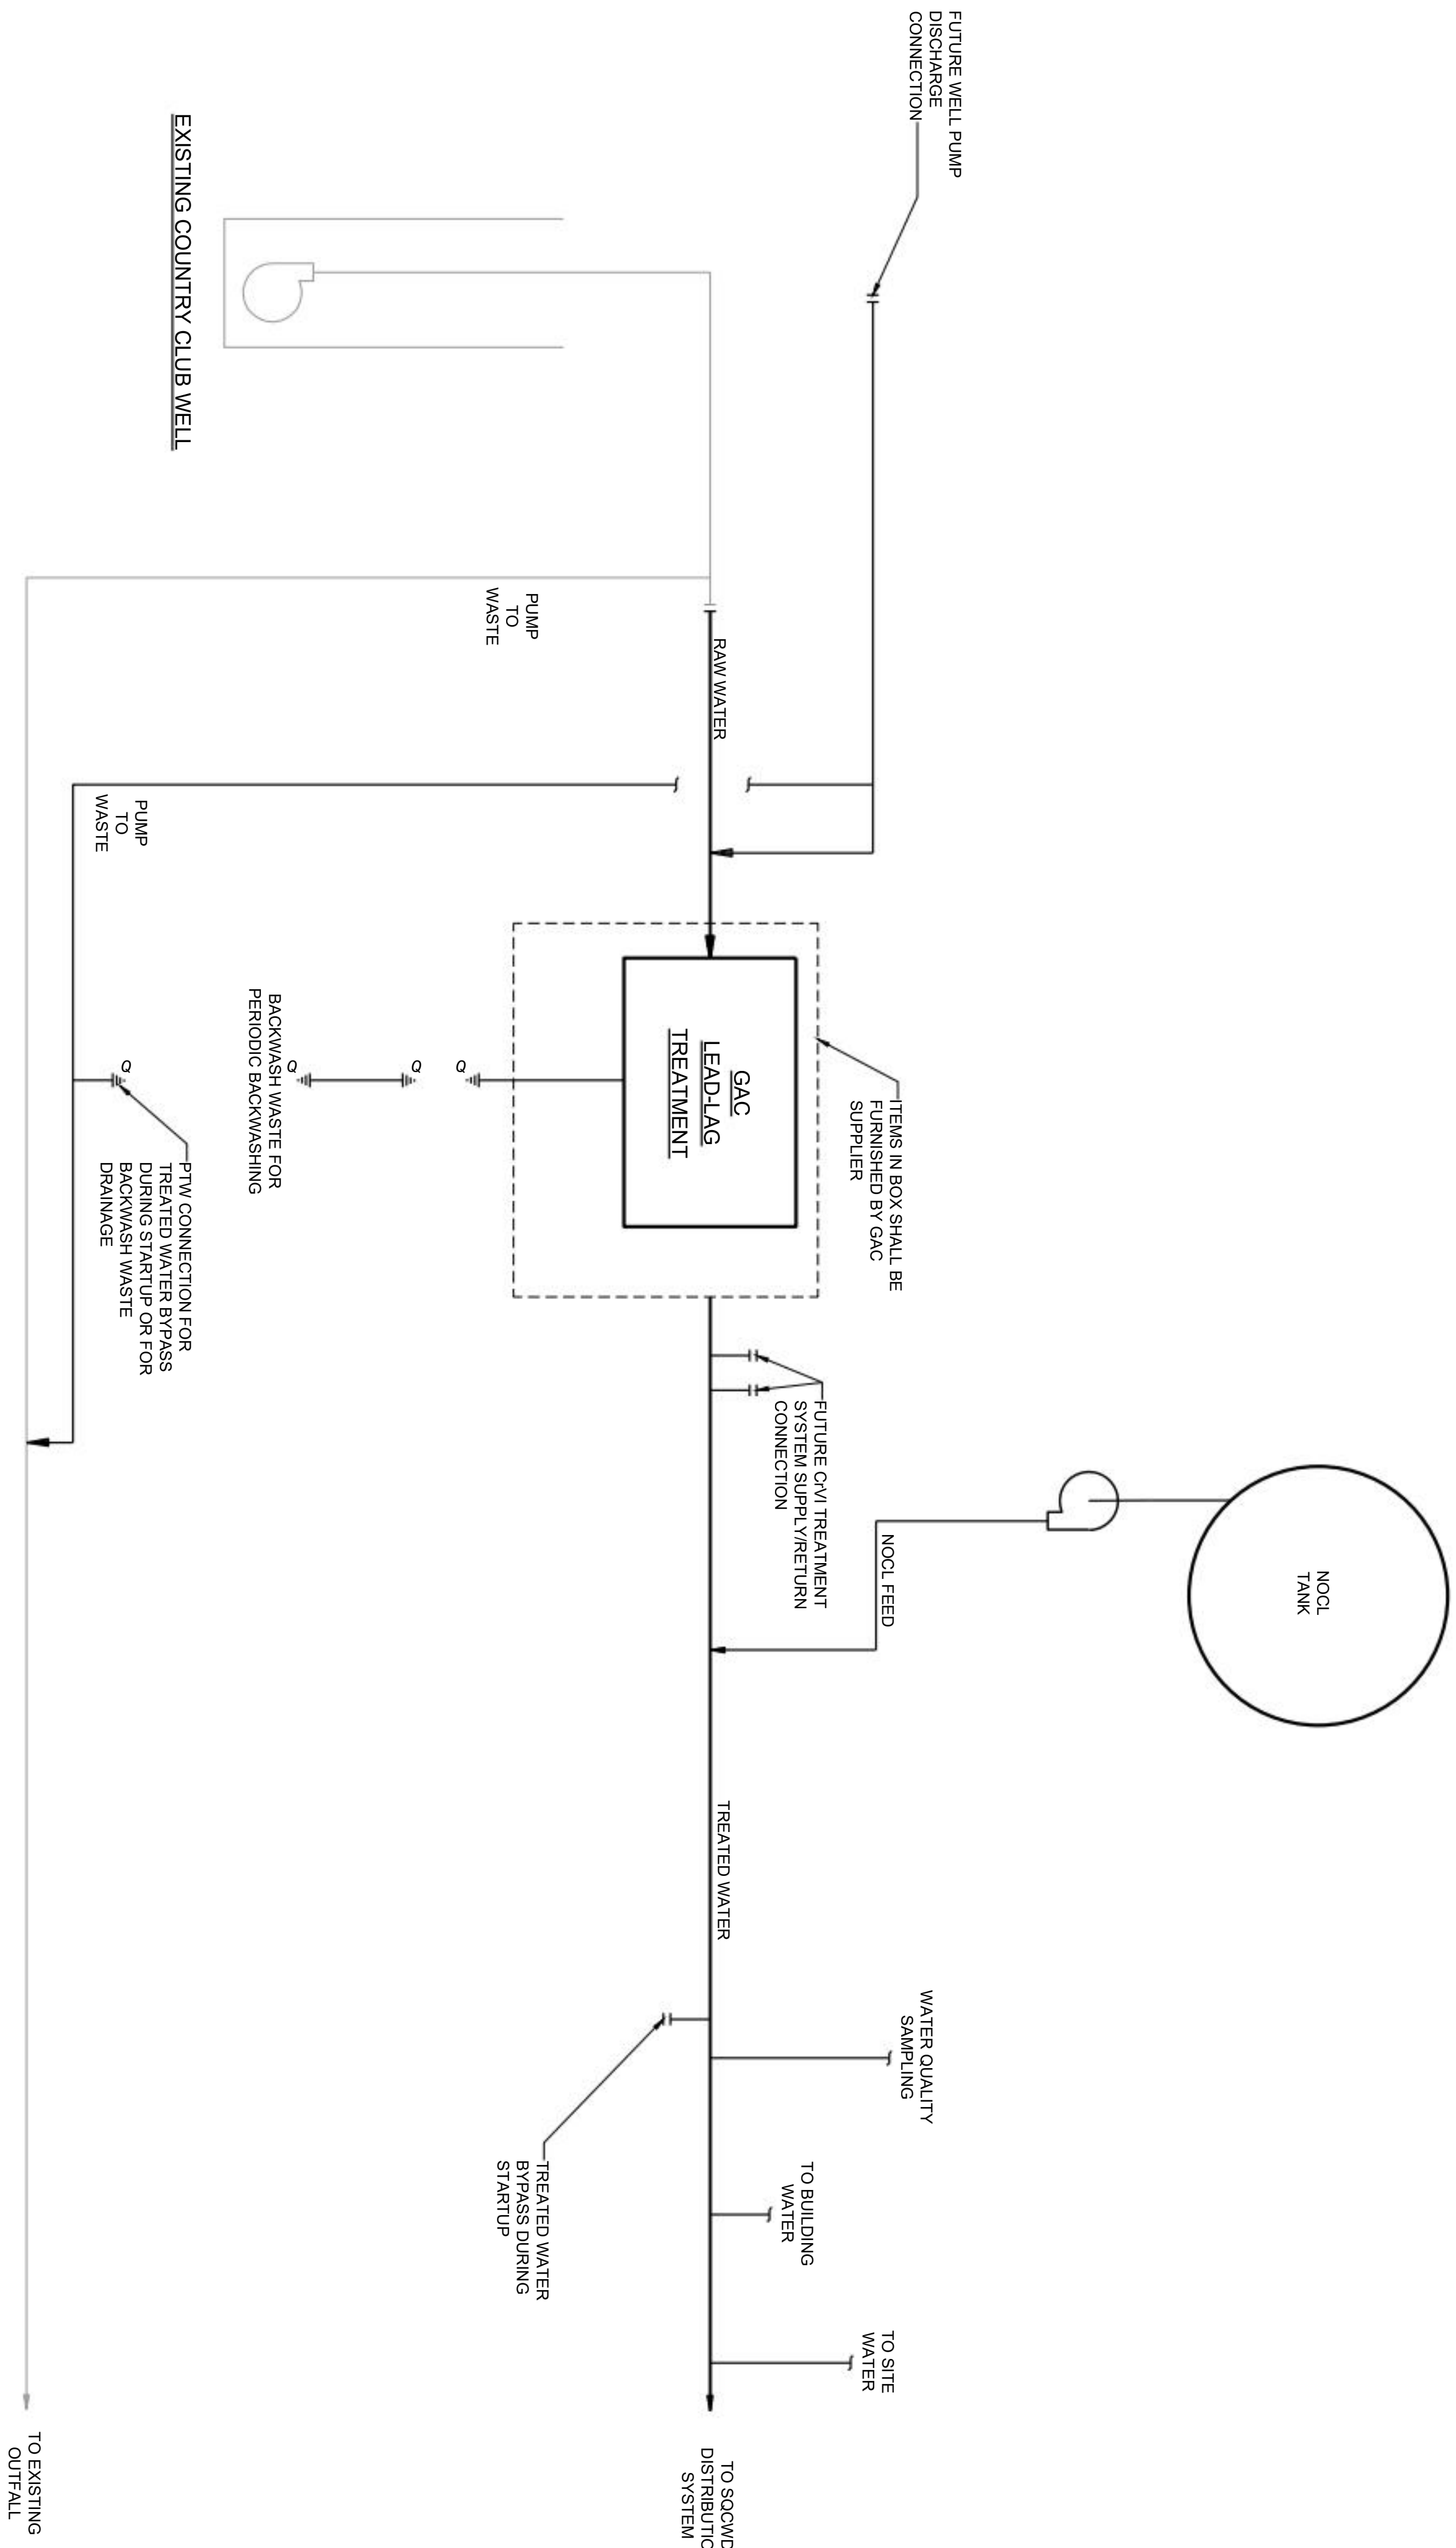 FUTURE WELL PUMP
DISCHARGE
CONNECTION
EXISTING COUNTRY CLUB WELL
PUMP
TO
WASTE
RAW WATER
PUMP
TO
WASTE
GAC
LEAD-LAG
TREATMENT
ITEMS IN BOX SHALL BE
FURNISHED BY GAC
SUPPLIER
Q
Q
Q
Q
BACKWASH WASTE FOR
PERIODIC BACKWASHING
PTW CONNECTION FOR
TREATED WATER BYPASS
DURING STARTUP OR FOR
BACKWASH WASTE
DRAINAGE
FUTURE CrVI TREATMENT
SYSTEM SUPPLY/RETURN
CONNECTION
NOCL FEED
NOCL
TANK
TREATED WATER
WATER QUALITY
SAMPLING
TREATED WATER
BYPASS DURING
STARTUP
TO BUILDING
WATER
TO SITE
WATER
TO SQCWD
DISTRIBUTIO
SYSTEM
TO EXISTING
OUTFALL